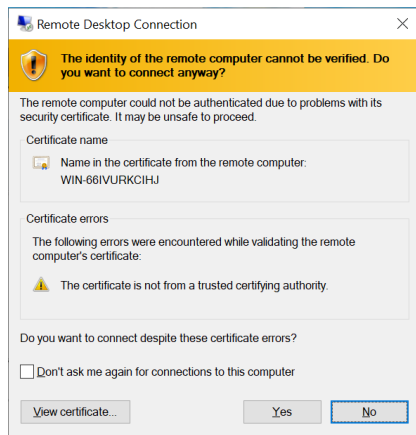 Remote Desktop Connection
The identity of the remote computer cannot be verified. Do
you want to connect anyway?
The remote computer could not be authenticated due to problems with its
security certificate. It may be unsafe to proceed.
Certificate name
Name in the certificate from the remote computer:
WIN-66IVURKCIHJ
Certificate errors
The following errors were encountered while validating the remote
computer's certificate:
The certificate is not from a trusted certifying authority.
Do you want to connect despite these certificate errors?
Don't ask me again for connections to this computer
View certificate...
Yes
No